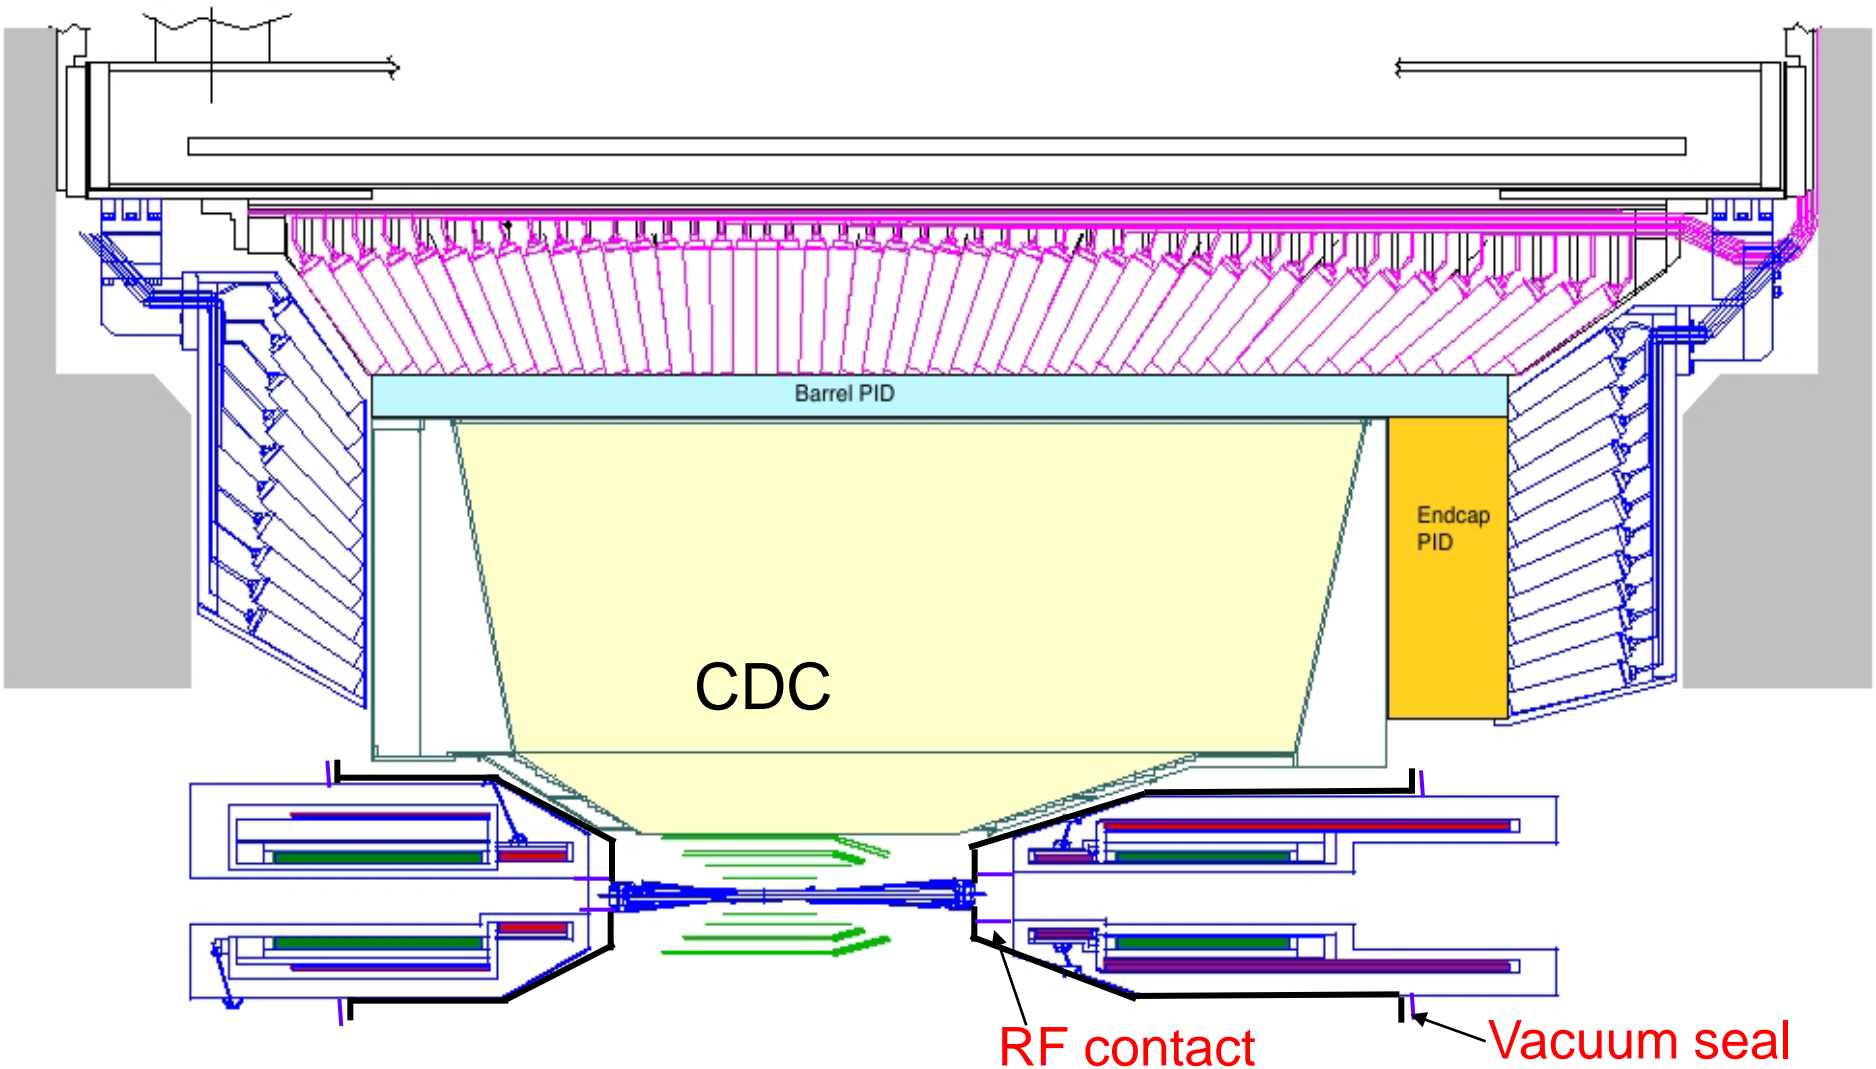 Barrel PID
Endcap
PID
CDC
RF contact
Vacuum seal